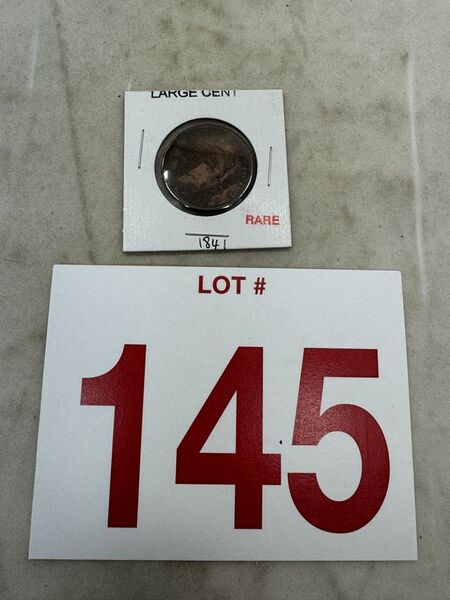 LARGE CENT
RARE
1841
LOT #
145